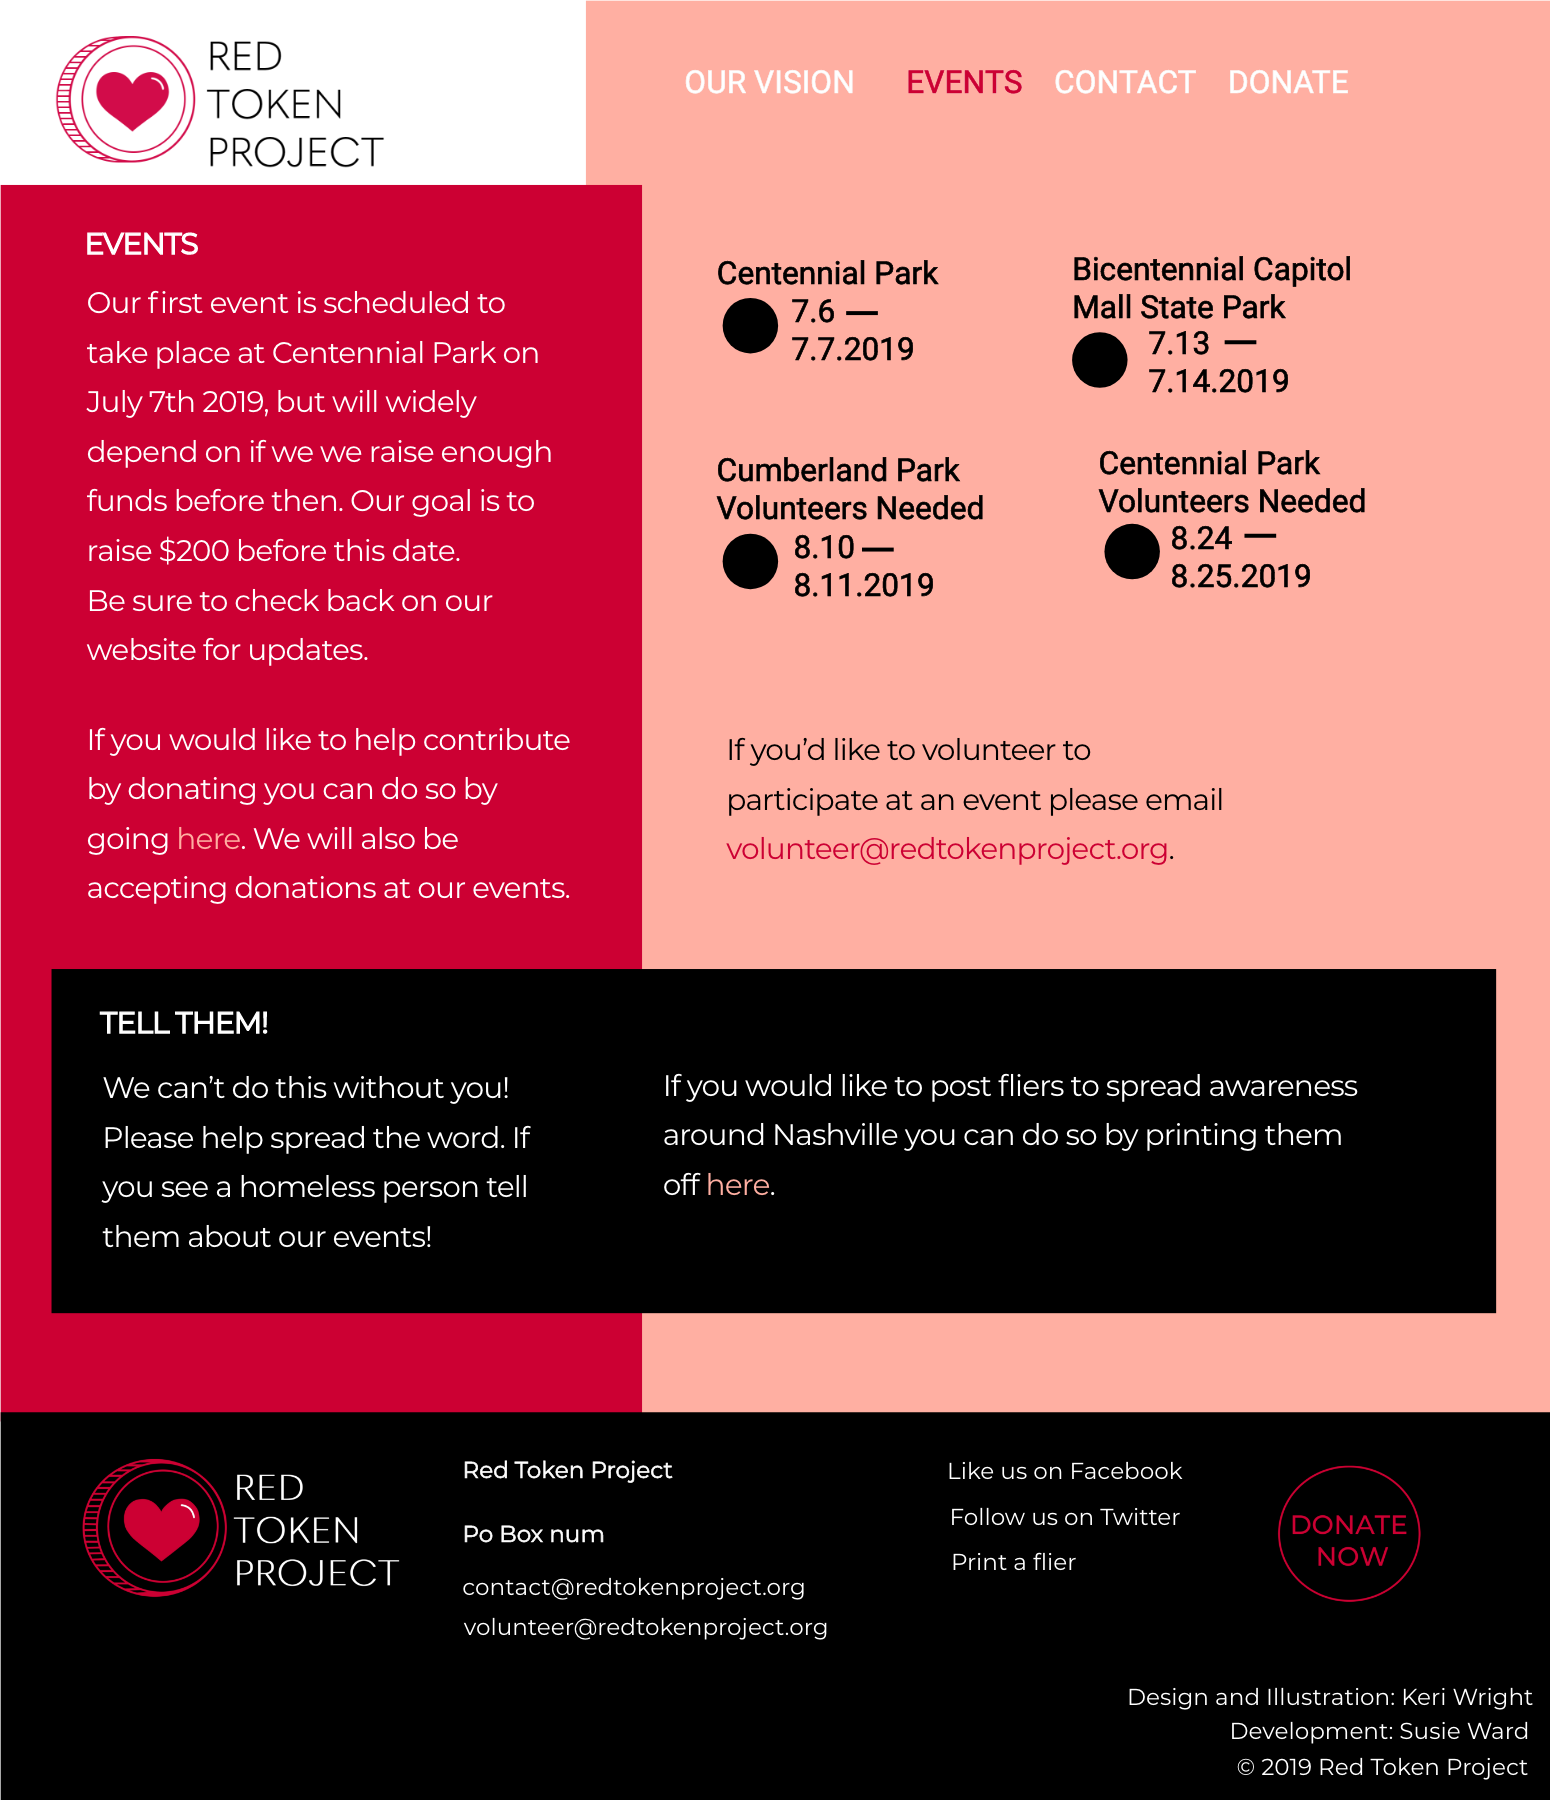 RED
TOKEN
PROJECT
OUR VISION EVENTS CONTACT DONATE
EVENTS
Our first event is scheduled to
take place at Centennial Park on
July 7th 2019, but will widely
depend on if we we raise enough
funds before then. Our goal is to
raise $200 before this date.
Be sure to check back on our
website for updates.
If you would like to help contribute
by donating you can do so by
going here. We will also be
accepting donations at our events.
Centennial Park
7.6 —
7.7.2019
Bicentennial Capitol
Mall State Park
7.13 —
7.14.2019
Cumberland Park
Volunteers Needed
8.10 —
8.11.2019
Centennial Park
Volunteers Needed
8.24 —
8.25.2019
If you’d like to volunteer to
participate at an event please email
volunteer@redtokenproject.org.
TELL THEM!
We can’t do this without you!
Please help spread the word. If
you see a homeless person tell
them about our events!
If you would like to post fliers to spread awareness
around Nashville you can do so by printing them
off here.
RED
TOKEN
PROJECT
Red Token Project
Po Box num
contact@redtokenproject.org
volunteer@redtokenproject.org
Like us on Facebook
Follow us on Twitter
Print a flier
DONATE
NOW
Design and Illustration: Keri Wright
Development: Susie Ward
© 2019 Red Token Project